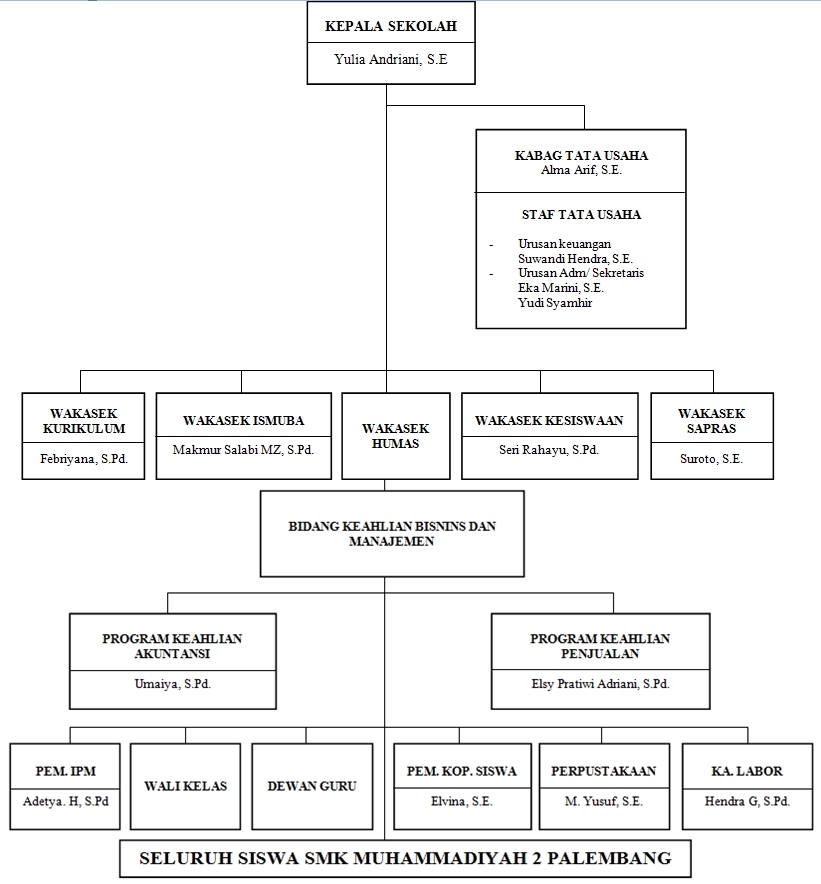 KEPALA SEKOLAH
Yulia Andriani, S.E
KABAG TATA USAHA
Alma Arif, S.E.
STAF TATA USAHA
- Urusan keuangan
Suwandi Hendra, S.E.
- Urusan Adm/ Sekretaris
Eka Marini, S.E.
Yudi Syamhir
WAKASEK
KURIKULUM
Febriyana, S.Pd.
WAKASEK ISMUBA
Makmur Salabi MZ, S.Pd.
WAKASEK
HUMAS
WAKASEK KESISWAAN
Seri Rahayu, S.Pd.
WAKASEK
SAPRAS
Suroto, S.E.
BIDANG KEAHLIAN BISNINS DAN
MANAJEMEN
PROGRAM KEAHLIAN
AKUNTANSI
Umaiya, S.Pd.
PROGRAM KEAHLIAN
PENJUALAN
Elsy Pratiwi Adriani, S.Pd.
PEM. IPM
Adetya. H, S.Pd
WALI KELAS
DEWAN GURU
PEM. KOP. SISWA
Elvina, S.E.
PERPUSTAKAAN
M. Yusuf, S.E.
KA. LABOR
Hendra G, S.Pd.
SELURUH SISWA SMK MUHAMMADIYAH 2 PALEMBANG